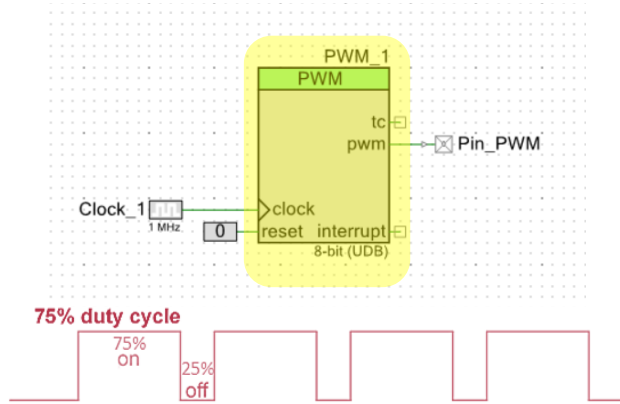 PWM_1
PWM
tc
pwm
Pin_PWM
Clock_1
1 MHz
clock
0
reset interrupt
8-bit (UDB)
75% duty cycle
75%
on
25%
off